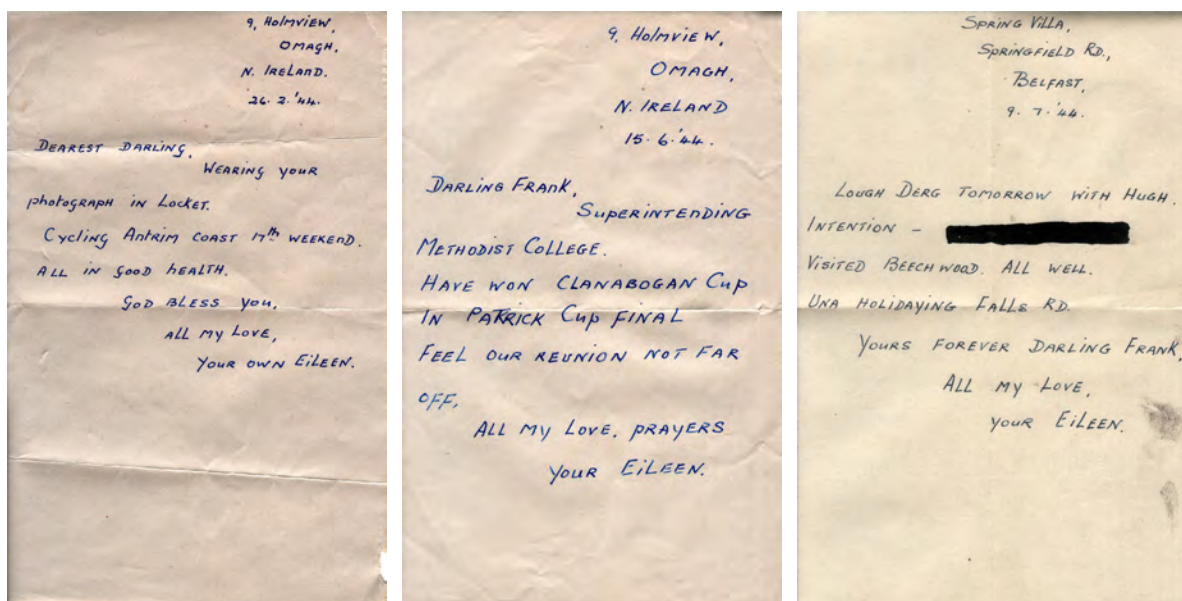 9, Holmview,
OMAGH,
N. IRELAND.
26. 2. '44.
DEAREST DARLING,
WEARING YOUR
photograph in Locket.
Cycling Antrim COAST 17th WEEKEND.
ALL IN GOOD HEALTH.
GOD BLESS you,
ALL MY LOVE,
YOUR OWN EILEEN.
9, Holmview,
OMAGH,
N. IRELAND
15. 6. '44.
DARLING FRANK,
SUPERINTENDING
METHODIST COLLEGE.
HAVE WON CLANABOGAN CUP
IN PATRICK CUP FINAL
FEEL OUR REUNION NOT FAR
OFF.
ALL MY LOVE, PRAYERS
YOUR EILEEN.
SPRING VILLA,
SPRINGFIELD RD.,
BELFAST,
9. 7. '44.
LOUGH DERG TOMORROW WITH HUGH.
INTENTION -
VISITED BEECHWOOD. ALL WELL.
UNA HOLIDAYING FALLS RD.
YOURS FOREVER DARLING FRANK,
ALL MY LOVE,
YOUR EILEEN.